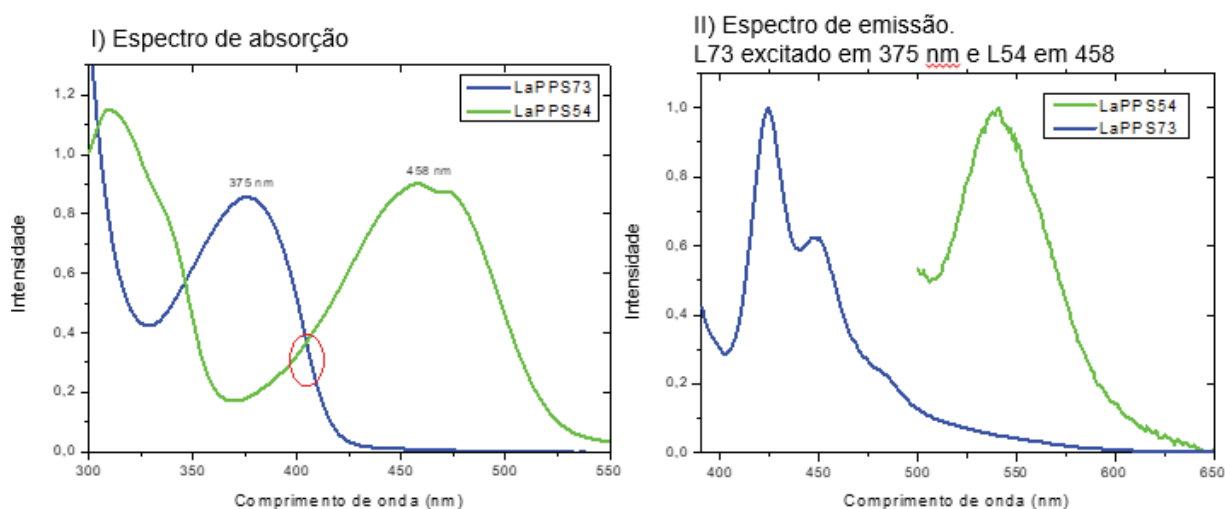 I) Espectro de absorção
II) Espectro de emissão.
L73 excitado em 375 nm e L54 em 458
LaPPS73
LaPPS54
375 nm
458 nm
1,2
1,0
0,8
0,6
0,4
0,2
0,0
300
350
400
450
500
550
Intensidade
Comprimento de onda (nm)
LaPPS54
LaPPS73
1,0
0,8
0,6
0,4
0,2
0,0
400
450
500
550
600
650
Intensidade
Comprimento de onda (nm)